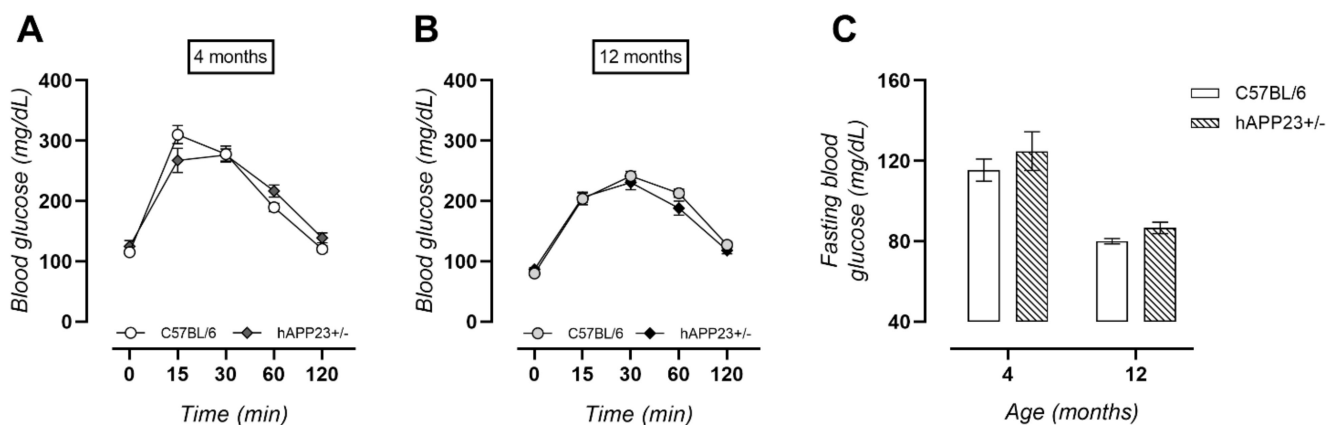 A
4 months
Blood glucose (mg/dL)
400
300
200
100
0
C57BL/6
hAPP23+/-
0 15 30 60 120
Time (min)
B
12 months
Blood glucose (mg/dL)
400
300
200
100
0
C57BL/6
hAPP23+/-
0 15 30 60 120
Time (min)
C
Fasting blood
glucose (mg/dL)
160
120
80
40
C57BL/6
hAPP23+/-
4 12
Age (months)